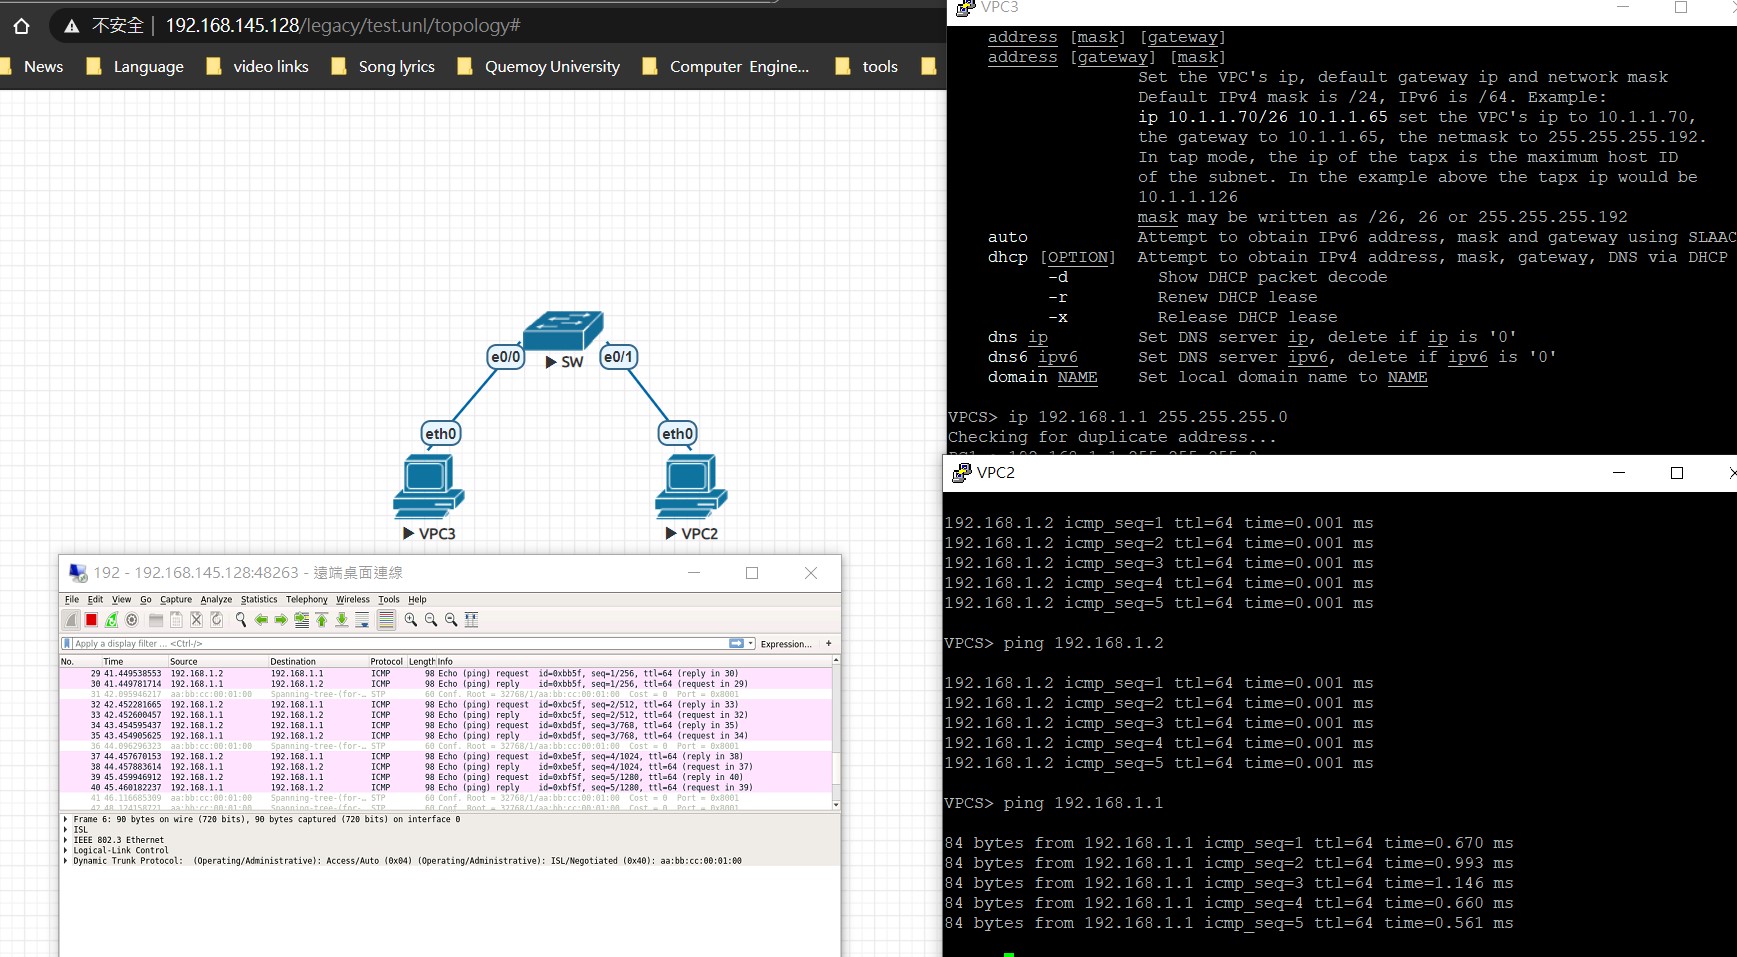 不安全 | 192.168.145.128/legacy/test.unl/topology#
News Language video links Song lyrics Quemoy University Computer Engine... tools
e0/0 SW e0/1
eth0 eth0
VPC3 VPC2
VPC3
address [mask] [gateway]
address [gateway] [mask]
Set the VPC's ip, default gateway ip and network mask
Default IPv4 mask is /24, IPv6 is /64. Example:
ip 10.1.1.70/26 10.1.1.65 set the VPC's ip to 10.1.1.70,
the gateway to 10.1.1.65, the netmask to 255.255.255.192.
In tap mode, the ip of the tapx is the maximum host ID
of the subnet. In the example above the tapx ip would be
10.1.1.126
mask may be written as /26, 26 or 255.255.255.192
auto Attempt to obtain IPv6 address, mask and gateway using SLAAC
dhcp [OPTION] Attempt to obtain IPv4 address, mask, gateway, DNS via DHCP
-d Show DHCP packet decode
-r Renew DHCP lease
-x Release DHCP lease
dns ip Set DNS server ip, delete if ip is '0'
dns6 ipv6 Set DNS server ipv6, delete if ipv6 is '0'
domain NAME Set local domain name to NAME
VPCS> ip 192.168.1.1 255.255.255.0
Checking for duplicate address...
VPC2
192.168.1.2 icmp_seq=1 ttl=64 time=0.001 ms
192.168.1.2 icmp_seq=2 ttl=64 time=0.001 ms
192.168.1.2 icmp_seq=3 ttl=64 time=0.001 ms
192.168.1.2 icmp_seq=4 ttl=64 time=0.001 ms
192.168.1.2 icmp_seq=5 ttl=64 time=0.001 ms
VPCS> ping 192.168.1.2
192.168.1.2 icmp_seq=1 ttl=64 time=0.001 ms
192.168.1.2 icmp_seq=2 ttl=64 time=0.001 ms
192.168.1.2 icmp_seq=3 ttl=64 time=0.001 ms
192.168.1.2 icmp_seq=4 ttl=64 time=0.001 ms
192.168.1.2 icmp_seq=5 ttl=64 time=0.001 ms
VPCS> ping 192.168.1.1
84 bytes from 192.168.1.1 icmp_seq=1 ttl=64 time=0.670 ms
84 bytes from 192.168.1.1 icmp_seq=2 ttl=64 time=0.993 ms
84 bytes from 192.168.1.1 icmp_seq=3 ttl=64 time=1.146 ms
84 bytes from 192.168.1.1 icmp_seq=4 ttl=64 time=0.660 ms
84 bytes from 192.168.1.1 icmp_seq=5 ttl=64 time=0.561 ms
192 - 192.168.145.128:48263 - 遠端桌面連線
File Edit View Go Capture Analyze Statistics Telephony Wireless Tools Help
Apply a display filter ... <Ctrl-/> Expression... +
No. Time Source Destination Protocol Length Info
29 41.449538553 192.168.1.2 192.168.1.1 ICMP 98 Echo (ping) request id=0xbb5f, seq=1/256, ttl=64 (reply in 30)
30 41.449781714 192.168.1.1 192.168.1.2 ICMP 98 Echo (ping) reply id=0xbb5f, seq=1/256, ttl=64 (request in 29)
31 42.095946217 aa:bb:cc:00:01:00 Spanning-tree-(for-… STP 60 Conf. Root = 32768/1/aa:bb:cc:00:01:00 Cost = 0 Port = 0x8001
32 42.452281665 192.168.1.2 192.168.1.1 ICMP 98 Echo (ping) request id=0xbc5f, seq=2/512, ttl=64 (reply in 33)
33 42.452600457 192.168.1.1 192.168.1.2 ICMP 98 Echo (ping) reply id=0xbc5f, seq=2/512, ttl=64 (request in 32)
34 43.454595437 192.168.1.2 192.168.1.1 ICMP 98 Echo (ping) request id=0xbd5f, seq=3/768, ttl=64 (reply in 35)
35 43.454905625 192.168.1.1 192.168.1.2 ICMP 98 Echo (ping) reply id=0xbd5f, seq=3/768, ttl=64 (request in 34)
36 44.096296323 aa:bb:cc:00:01:00 Spanning-tree-(for-… STP 60 Conf. Root = 32768/1/aa:bb:cc:00:01:00 Cost = 0 Port = 0x8001
37 44.457670153 192.168.1.2 192.168.1.1 ICMP 98 Echo (ping) request id=0xbe5f, seq=4/1024, ttl=64 (reply in 38)
38 44.457883614 192.168.1.1 192.168.1.2 ICMP 98 Echo (ping) reply id=0xbe5f, seq=4/1024, ttl=64 (request in 37)
39 45.459946912 192.168.1.2 192.168.1.1 ICMP 98 Echo (ping) request id=0xbf5f, seq=5/1280, ttl=64 (reply in 40)
40 45.460182237 192.168.1.1 192.168.1.2 ICMP 98 Echo (ping) reply id=0xbf5f, seq=5/1280, ttl=64 (request in 39)
41 46.116685309 aa:bb:cc:00:01:00 Spanning-tree-(for-… STP 60 Conf. Root = 32768/1/aa:bb:cc:00:01:00 Cost = 0 Port = 0x8001
Frame 6: 90 bytes on wire (720 bits), 90 bytes captured (720 bits) on interface 0
ISL
IEEE 802.3 Ethernet
Logical-Link Control
Dynamic Trunk Protocol: (Operating/Administrative): Access/Auto (0x04) (Operating/Administrative): ISL/Negotiated (0x40): aa:bb:cc:00:01:00